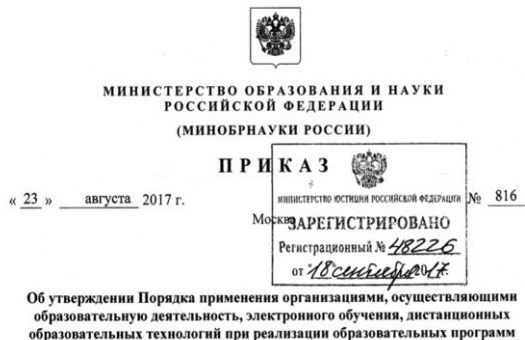 МИНИСТЕРСТВО ОБРАЗОВАНИЯ И НАУКИ
РОССИЙСКОЙ ФЕДЕРАЦИИ
(МИНОБРНАУКИ РОССИИ)
ПРИКАЗ
« 23 » августа 2017 г.
№ 816
Москва
МИНИСТЕРСТВО ЮСТИЦИИ РОССИЙСКОЙ ФЕДЕРАЦИИ
ЗАРЕГИСТРИРОВАНО
Регистрационный № 48226
от "18 сентября 2017.
Об утверждении Порядка применения организациями, осуществляющими
образовательную деятельность, электронного обучения, дистанционных
образовательных технологий при реализации образовательных программ